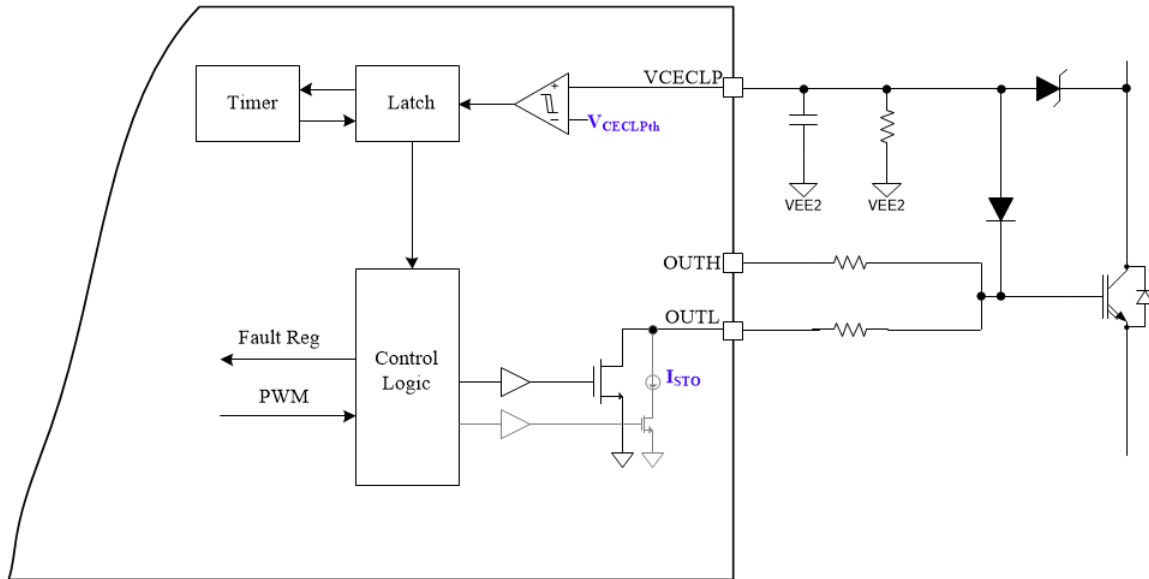 VCECLP
Timer
Latch
+
−
VCECLPth
VEE2
VEE2
OUTH
OUTL
Fault Reg
Control
Logic
ISTO
PWM